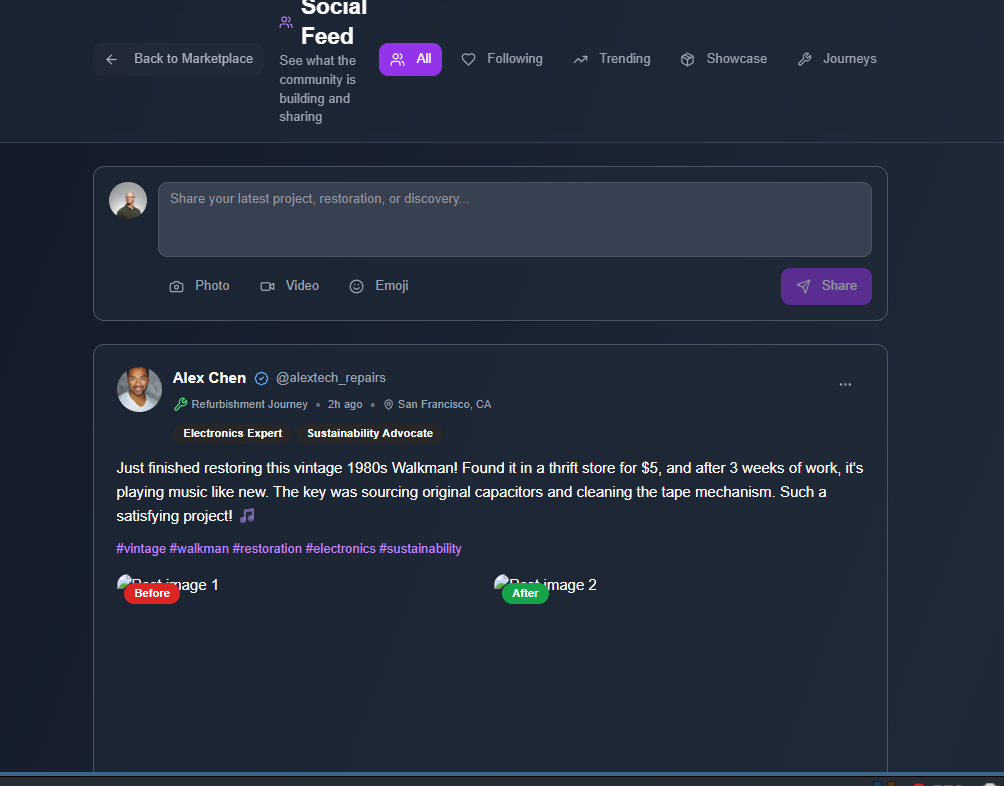 Social
Feed
See what the
community is
building and
sharing
Back to Marketplace
All
Following
Trending
Showcase
Journeys
Share your latest project, restoration, or discovery...
Photo
Video
Emoji
Share
Alex Chen @alextech_repairs
Refurbishment Journey • 2h ago • San Francisco, CA
Electronics Expert
Sustainability Advocate
Just finished restoring this vintage 1980s Walkman! Found it in a thrift store for $5, and after 3 weeks of work, it's
playing music like new. The key was sourcing original capacitors and cleaning the tape mechanism. Such a
satisfying project! 🎵
#vintage #walkman #restoration #electronics #sustainability
Post image 1
Before
Post image 2
After